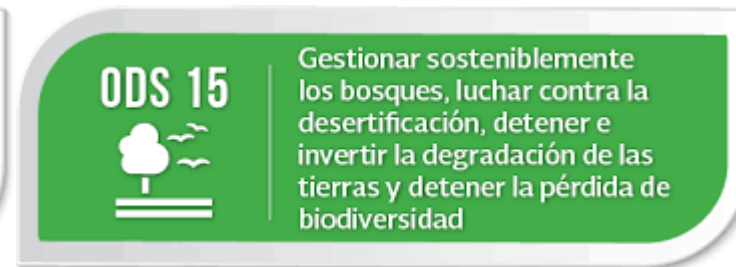 ODS 15
Gestionar sosteniblemente
los bosques, luchar contra la
desertificación, detener e
invertir la degradación de las
tierras y detener la pérdida de
biodiversidad